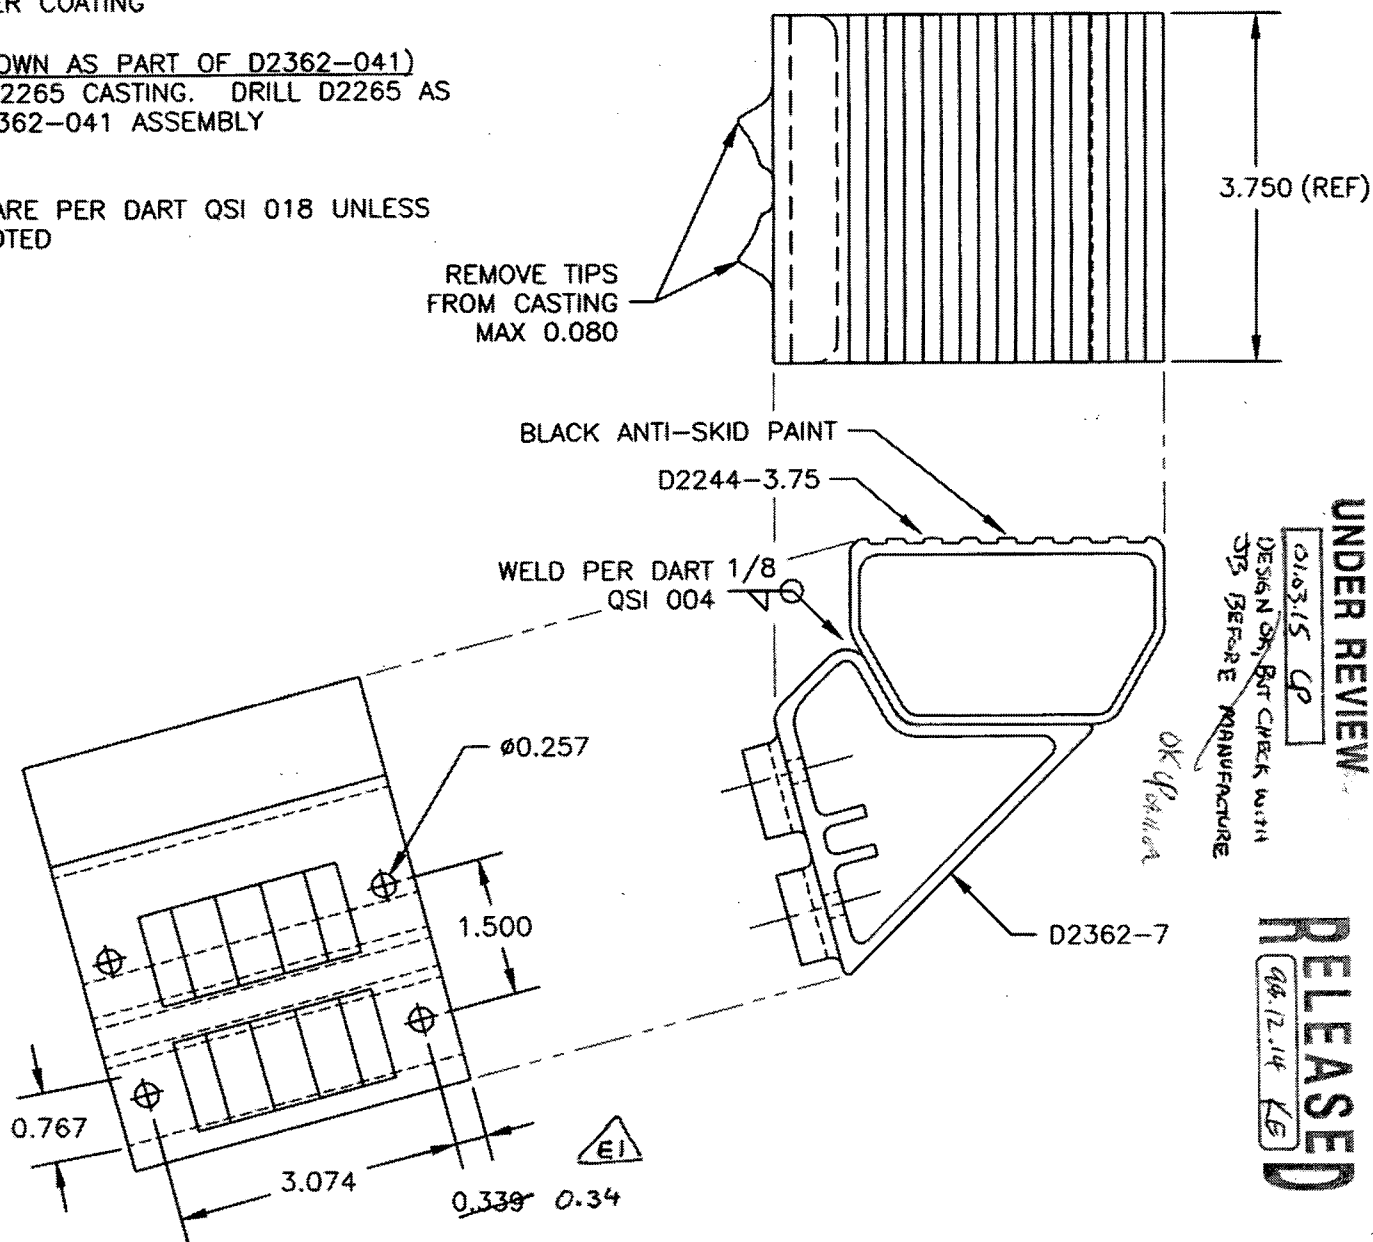 ER COATING
OWN AS PART OF D2362-041)
2265 CASTING. DRILL D2265 AS
362-041 ASSEMBLY
ARE PER DART QSI 018 UNLESS
OTED
3.750 (REF)
REMOVE TIPS
FROM CASTING
MAX 0.080
BLACK ANTI-SKID PAINT
D2244-3.75
WELD PER DART 1/8
QSI 004
UNDER REVIEW
01.03.15 CP
DESIGN OK, BUT CHECK WITH
JB BEFORE MANUFACTURE
OK
ø0.257
1.500
D2362-7
RELEASED
KE
0.767
3.074
E1
0.339 0.34